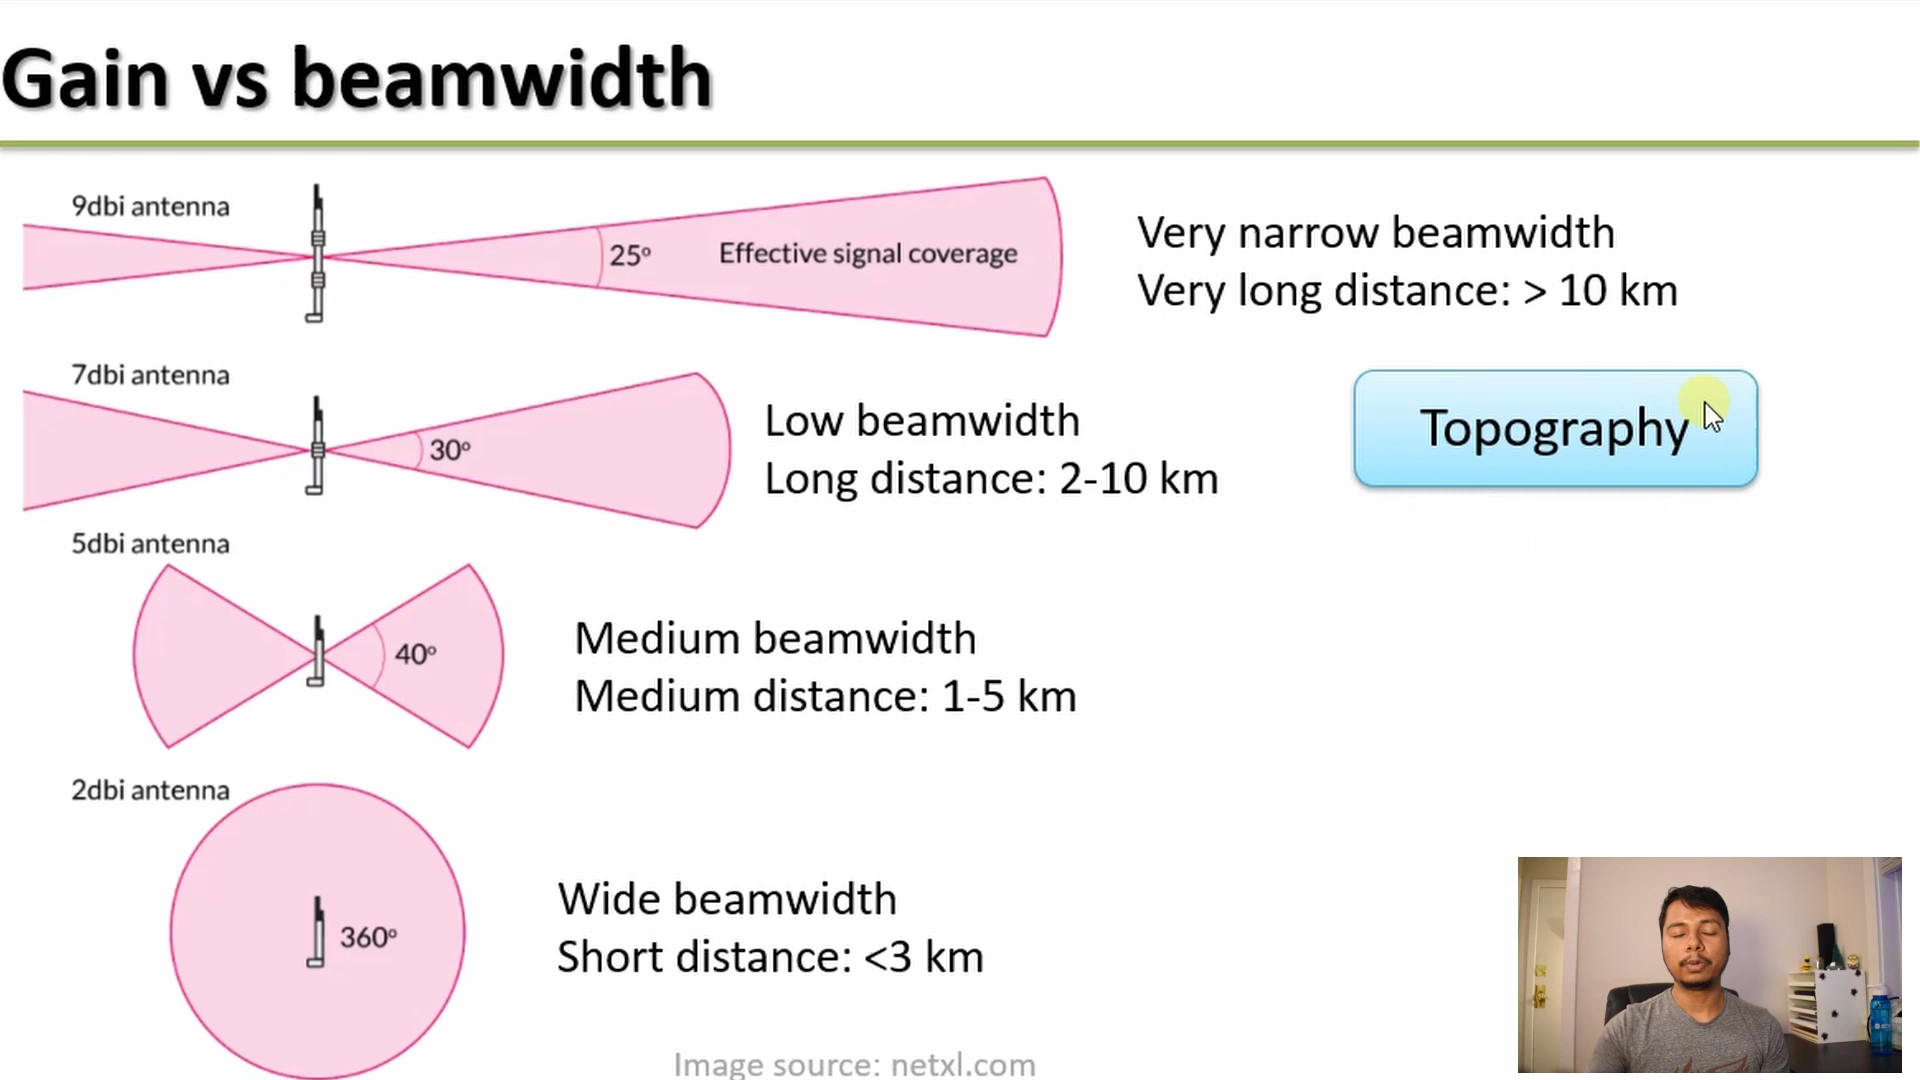 Gain vs beamwidth
9dbi antenna
25°
Effective signal coverage
Very narrow beamwidth
Very long distance: > 10 km
7dbi antenna
30°
Low beamwidth
Long distance: 2-10 km
Topography
5dbi antenna
40°
Medium beamwidth
Medium distance: 1-5 km
2dbi antenna
360°
Wide beamwidth
Short distance: <3 km
Image source: netxl.com